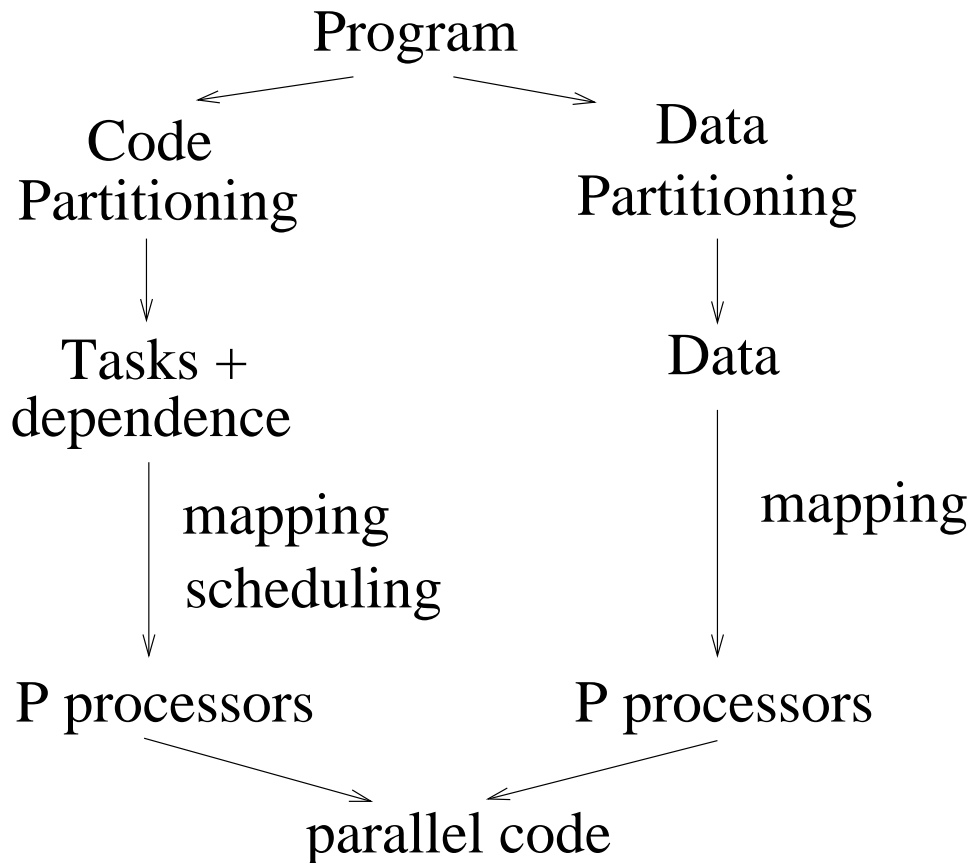 Program
Code
Partitioning
Data
Partitioning
Tasks +
dependence
Data
mapping
scheduling
mapping
P processors
P processors
parallel code